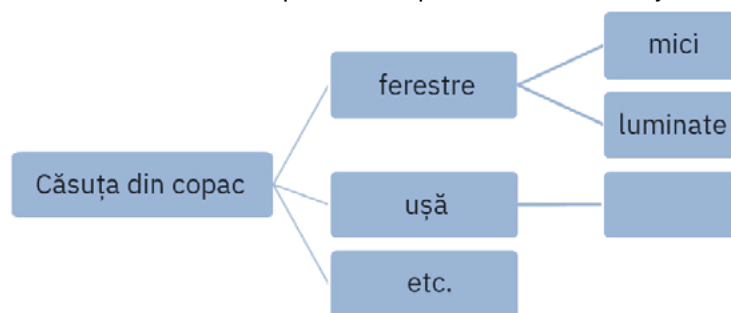 mici
ferestre
luminate
Căsuța din copac
ușă
etc.